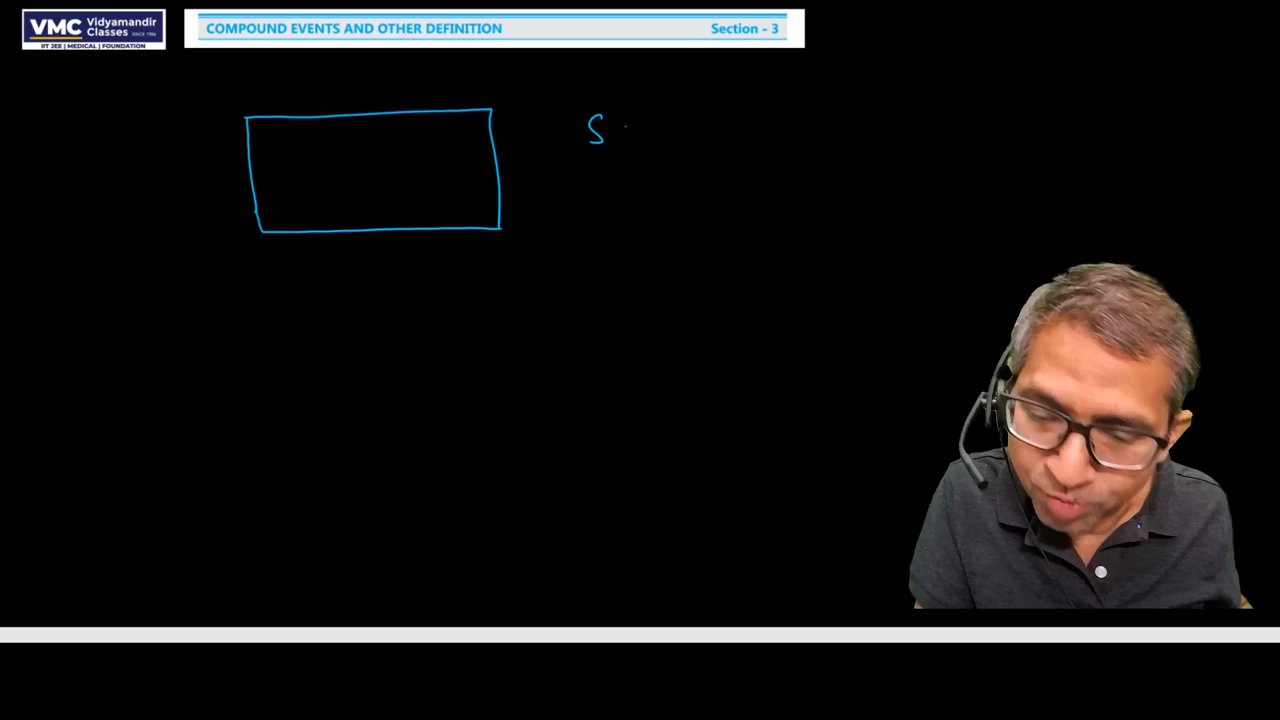 VMC Vidyamandir Classes SINCE 1986
IIT JEE | MEDICAL | FOUNDATION
COMPOUND EVENTS AND OTHER DEFINITION Section - 3
S